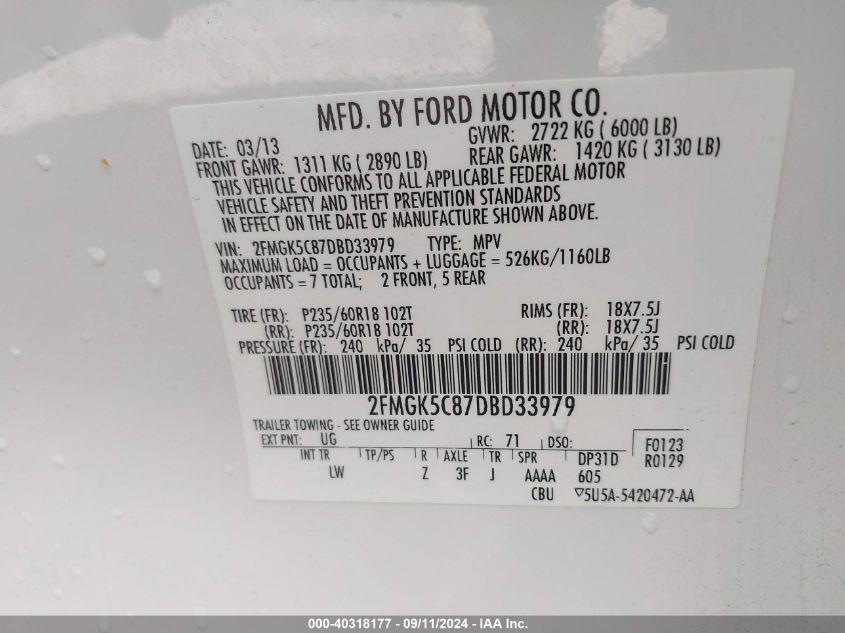 MFD. BY FORD MOTOR CO.
DATE: 03/13 GVWR: 2722 KG ( 6000 LB)
FRONT GAWR: 1311 KG ( 2890 LB) REAR GAWR: 1420 KG ( 3130 LB)
THIS VEHICLE CONFORMS TO ALL APPLICABLE FEDERAL MOTOR
VEHICLE SAFETY AND THEFT PREVENTION STANDARDS
IN EFFECT ON THE DATE OF MANUFACTURE SHOWN ABOVE.
VIN: 2FMGK5C87DBD33979 TYPE: MPV
MAXIMUM LOAD = OCCUPANTS + LUGGAGE = 526KG/1160LB
OCCUPANTS = 7 TOTAL; 2 FRONT, 5 REAR
TIRE (FR): P235/60R18 102T RIMS (FR): 18X7.5J
(RR): P235/60R18 102T (RR): 18X7.5J
PRESSURE (FR): 240 kPa/ 35 PSI COLD (RR): 240 kPa/ 35 PSI COLD
2FMGK5C87DBD33979
TRAILER TOWING - SEE OWNER GUIDE
EXT PNT: UG RC: 71 DSO: F0123
INT TR TP/PS R AXLE TR SPR DP31D R0129
LW Z 3F J AAAA 605
CBU ▽5U5A-5420472-AA
000-40318177 - 09/11/2024 - IAA Inc.